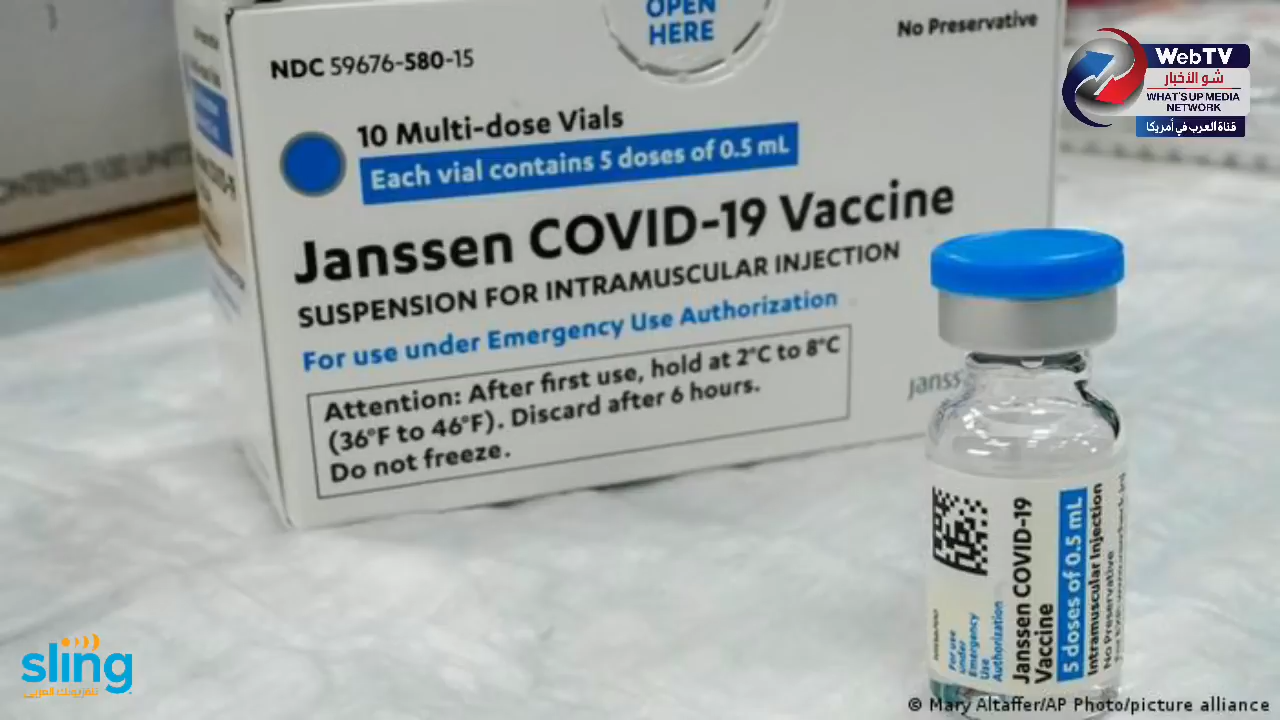 OPEN
HERE
No Preservative
NDC 59676-580-15
10 Multi-dose Vials
Each vial contains 5 doses of 0.5 mL
Janssen COVID-19 Vaccine
SUSPENSION FOR INTRAMUSCULAR INJECTION
For use under Emergency Use Authorization
Attention: After first use, hold at 2°C to 8°C
(36°F to 46°F). Discard after 6 hours.
Do not freeze.
WebTV
شو الأخبار
WHAT'S UP MEDIA
NETWORK
قناة العرب في أمريكا
For use
under
Emergency
Use
Authorization
Janssen COVID-19
Vaccine
5 doses of 0.5 mL
Intramuscular Injection
No Preservative
sling
تلفزيونك العربي
© Mary Altaffer/AP Photo/picture alliance